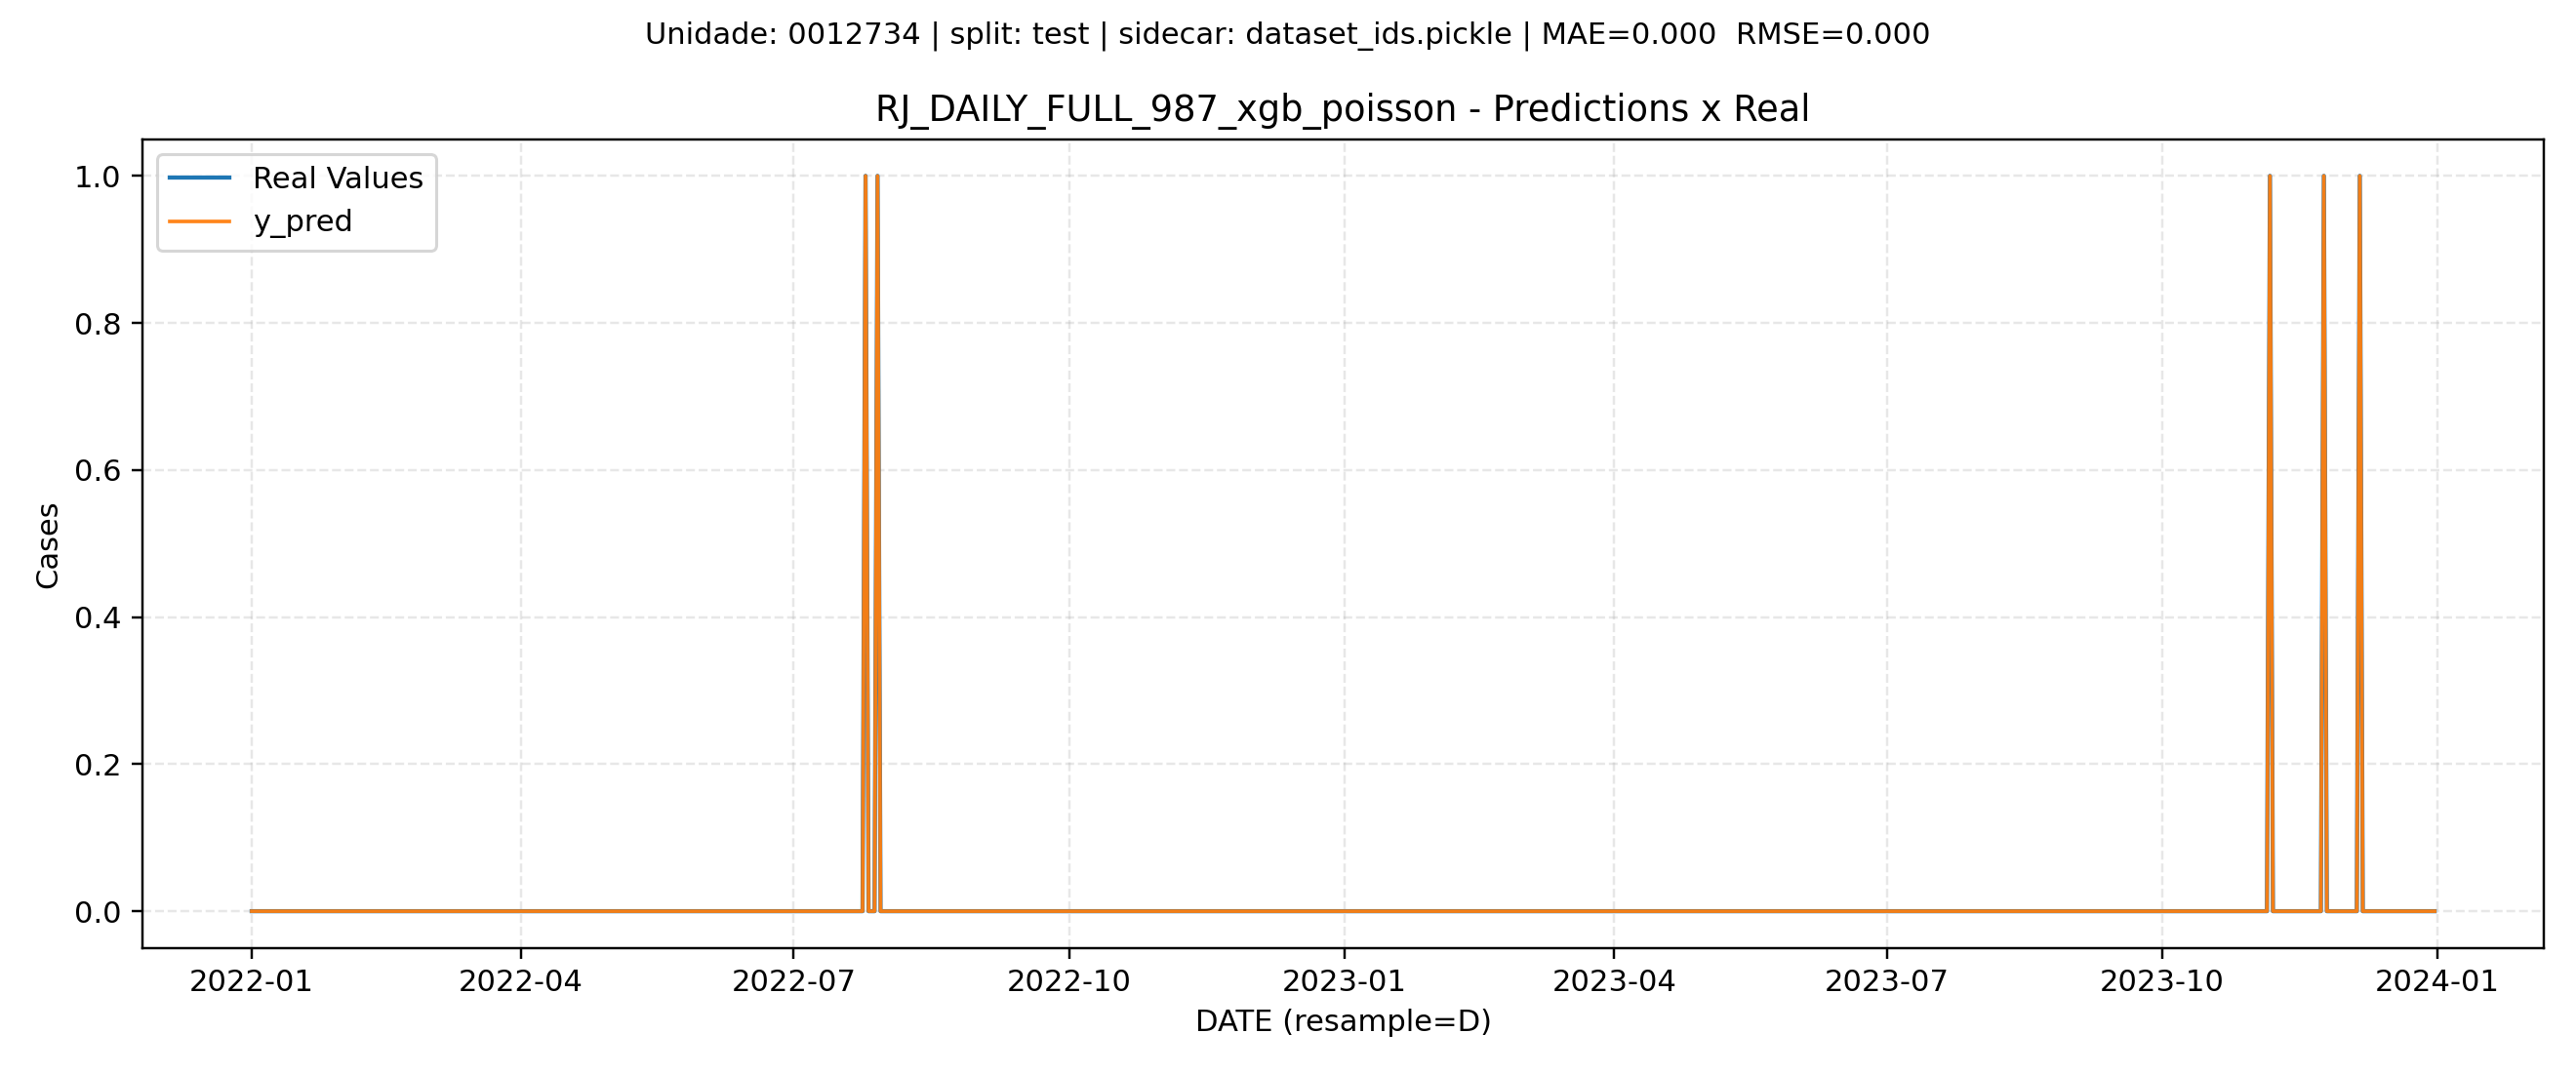 Unidade: 0012734 | split: test | sidecar: dataset_ids.pickle | MAE=0.000  RMSE=0.000
RJ_DAILY_FULL_987_xgb_poisson - Predictions x Real
Real Values
y_pred
1.0
0.8
0.6
0.4
0.2
0.0
Cases
2022-01 2022-04 2022-07 2022-10 2023-01 2023-04 2023-07 2023-10 2024-01
DATE (resample=D)